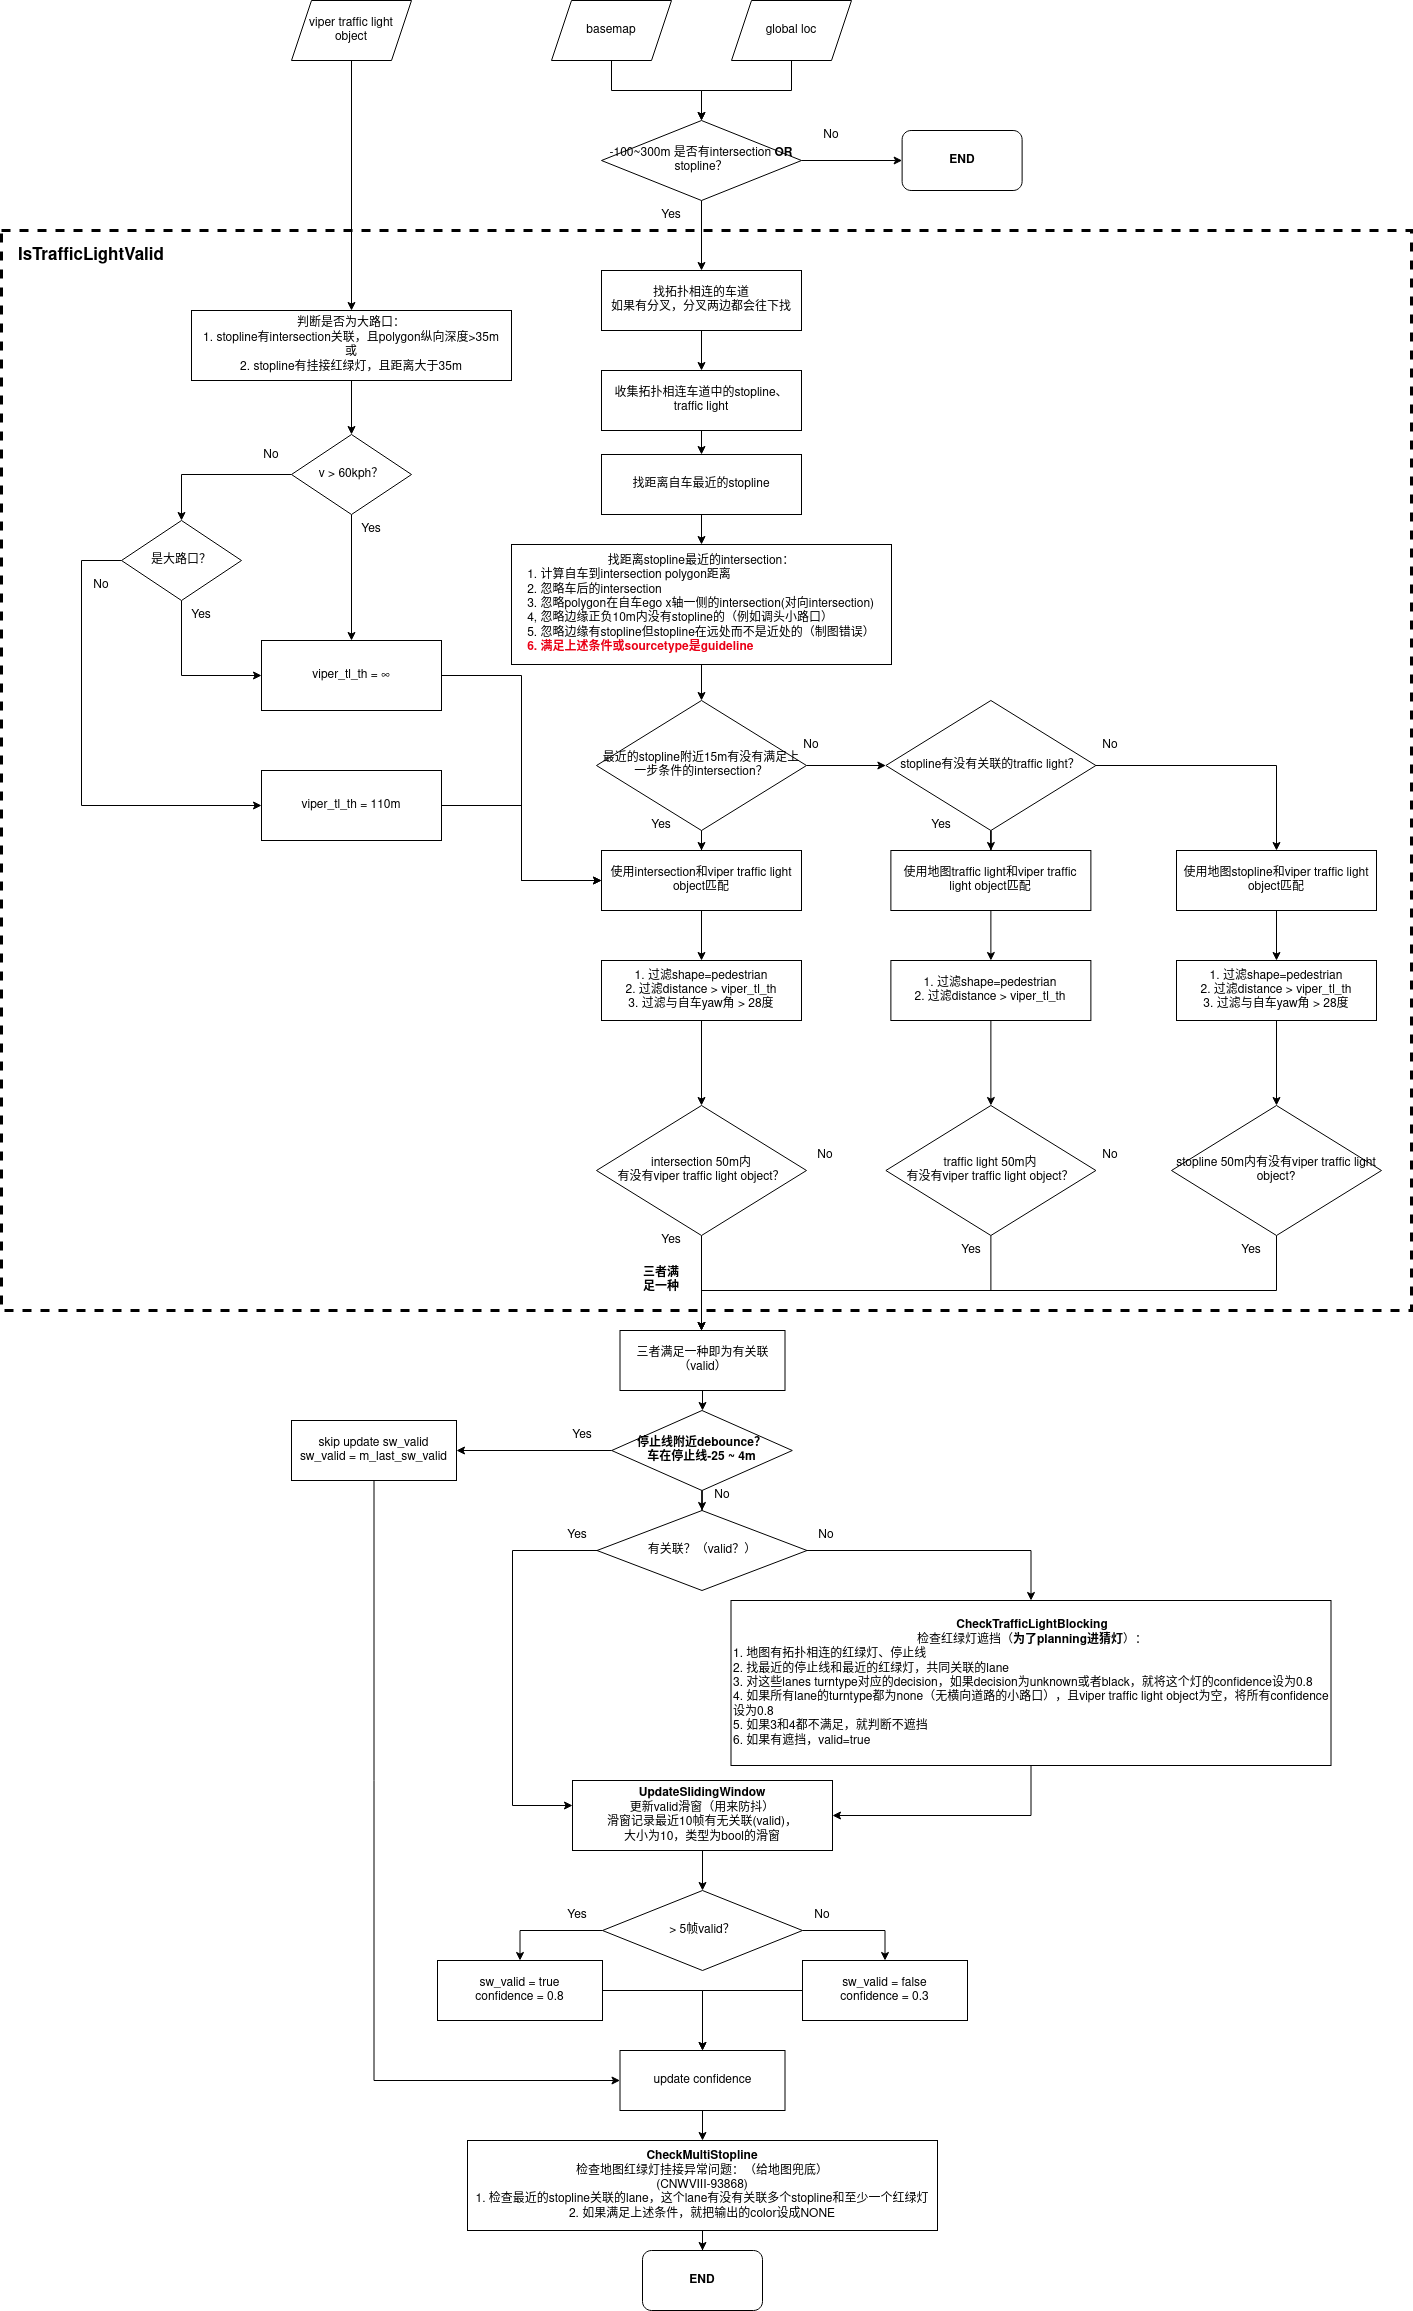 viper traffic light
object
basemap
global loc
-100~300m 是否有intersection OR
stopline?
No
END
Yes
IsTrafficLightValid
找拓扑相连的车道
如果有分叉，分叉两边都会往下找
判断是否为大路口：
1. stopline有intersection关联，且polygon纵向深度>35m
或
2. stopline有挂接红绿灯，且距离大于35m
收集拓扑相连车道中的stopline、
traffic light
No
v > 60kph?
找距离自车最近的stopline
Yes
是大路口？
No
Yes
找距离stopline最近的intersection：
1. 计算自车到intersection polygon距离
2. 忽略车后的intersection
3. 忽略polygon在自车ego x轴一侧的intersection(对向intersection)
4, 忽略边缘正负10m内没有stopline的（例如调头小路口）
5. 忽略边缘有stopline但stopline在远处而不是近处的（制图错误）
6. 满足上述条件或sourcetype是guideline
viper_tl_th = ∞
最近的stopline附近15m有没有满足上
一步条件的intersection？
No
stopline有没有关联的traffic light?
No
viper_tl_th = 110m
Yes
Yes
使用intersection和viper traffic light
object匹配
使用地图traffic light和viper traffic
light object匹配
使用地图stopline和viper traffic light
object匹配
1. 过滤shape=pedestrian
2. 过滤distance > viper_tl_th
3. 过滤与自车yaw角 > 28度
1. 过滤shape=pedestrian
2. 过滤distance > viper_tl_th
1. 过滤shape=pedestrian
2. 过滤distance > viper_tl_th
3. 过滤与自车yaw角 > 28度
intersection 50m内
有没有viper traffic light object?
No
traffic light 50m内
有没有viper traffic light object?
No
stopline 50m内有没有viper traffic light
object?
Yes
Yes
Yes
三者满
足一种
三者满足一种即为有关联
（valid）
停止线附近debounce？
车在停止线-25 ~ 4m
Yes
skip update sw_valid
sw_valid = m_last_sw_valid
No
有关联？（valid？）
Yes
No
CheckTrafficLightBlocking
检查红绿灯遮挡（为了planning进猜灯）：
1. 地图有拓扑相连的红绿灯、停止线
2. 找最近的停止线和最近的红绿灯，共同关联的lane
3. 对这些lanes turntype对应的decision，如果decision为unknown或者black，就将这个灯的confidence设为0.8
4. 如果所有lane的turntype都为none（无横向道路的小路口），且viper traffic light object为空，将所有confidence
设为0.8
5. 如果3和4都不满足，就判断不遮挡
6. 如果有遮挡，valid=true
UpdateSlidingWindow
更新valid滑窗（用来防抖）
滑窗记录最近10帧有无关联(valid)，
大小为10，类型为bool的滑窗
> 5帧valid？
Yes
No
sw_valid = true
confidence = 0.8
sw_valid = false
confidence = 0.3
update confidence
CheckMultiStopline
检查地图红绿灯挂接异常问题：（给地图兜底）
(CNWVIII-93868)
1. 检查最近的stopline关联的lane，这个lane有没有关联多个stopline和至少一个红绿灯
2. 如果满足上述条件，就把输出的color设成NONE
END